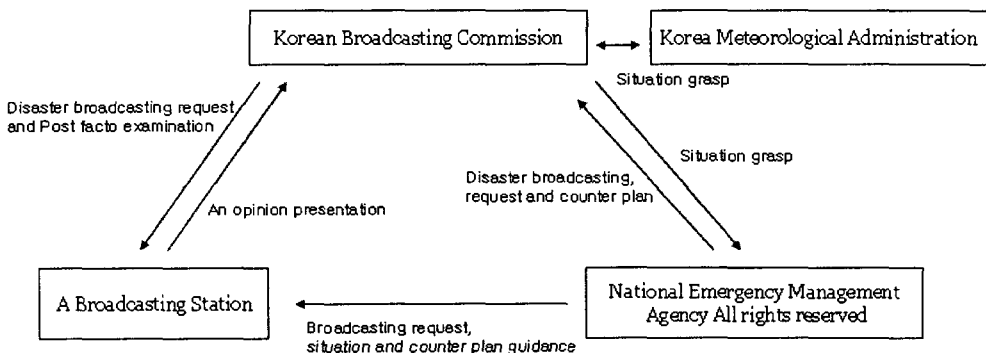 Korean Broadcasting Commission
Korea Meteorological Administration
Situation grasp
Disaster broadcasting request
and Post facto examination
Situation grasp
Disaster broadcasting,
request and counter plan
An opinion presentation
A Broadcasting Station
National Emergency Management
Agency All rights reserved
Broadcasting request,
situation and counter plan guidance